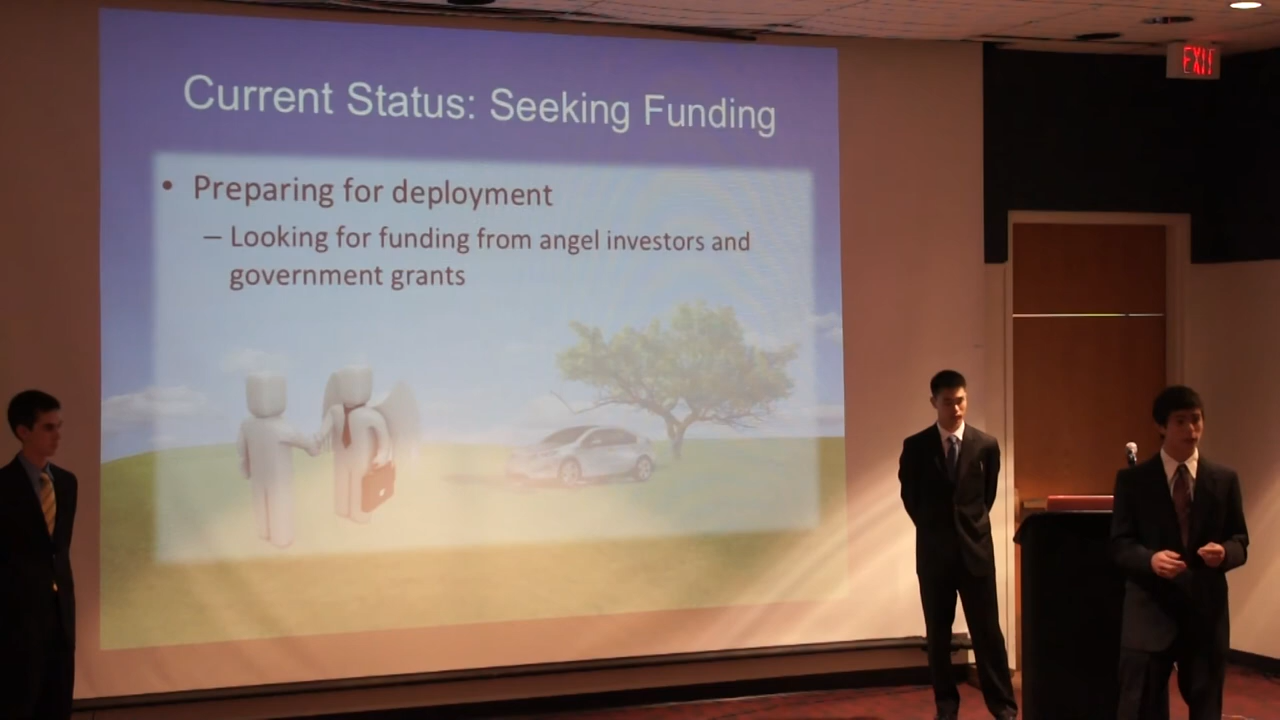 Current Status: Seeking Funding
EXIT
• Preparing for deployment
– Looking for funding from angel investors and
government grants